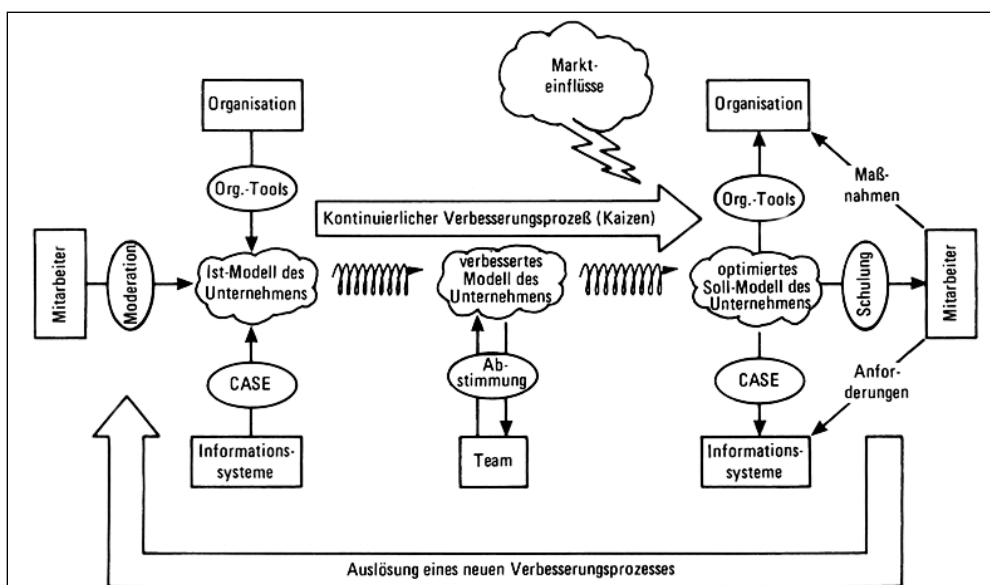 Markt-
einflüsse
Organisation
Organisation
Org.-Tools
Org.-Tools
Maß-
nahmen
Kontinuierlicher Verbesserungsprozeß (Kaizen)
Mitarbeiter
Moderation
Ist-Modell des
Unternehmens
verbessertes
Modell des
Unternehmens
optimiertes
Soll-Modell des
Unternehmens
Schulung
Mitarbeiter
CASE
Ab-
stimmung
CASE
Anfor-
derungen
Informations-
systeme
Team
Informations-
systeme
Auslösung eines neuen Verbesserungsprozesses